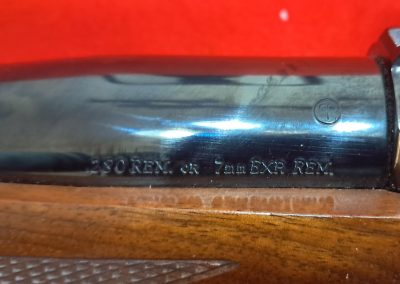 .280 REM. OR 7mm EXP. REM.